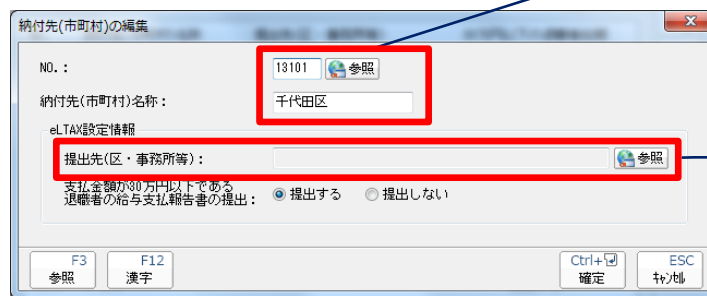 納付先(市町村)の編集
NO.：
13101 参照
納付先(市町村)名称：
千代田区
eLTAX設定情報
提出先(区・事務所等)：
参照
支払金額が30万円以下である
退職者の給与支払報告書の提出：
提出する 提出しない
F3
参照
F12
漢字
Ctrl+
確定
ESC
ｷｬﾝｾﾙ